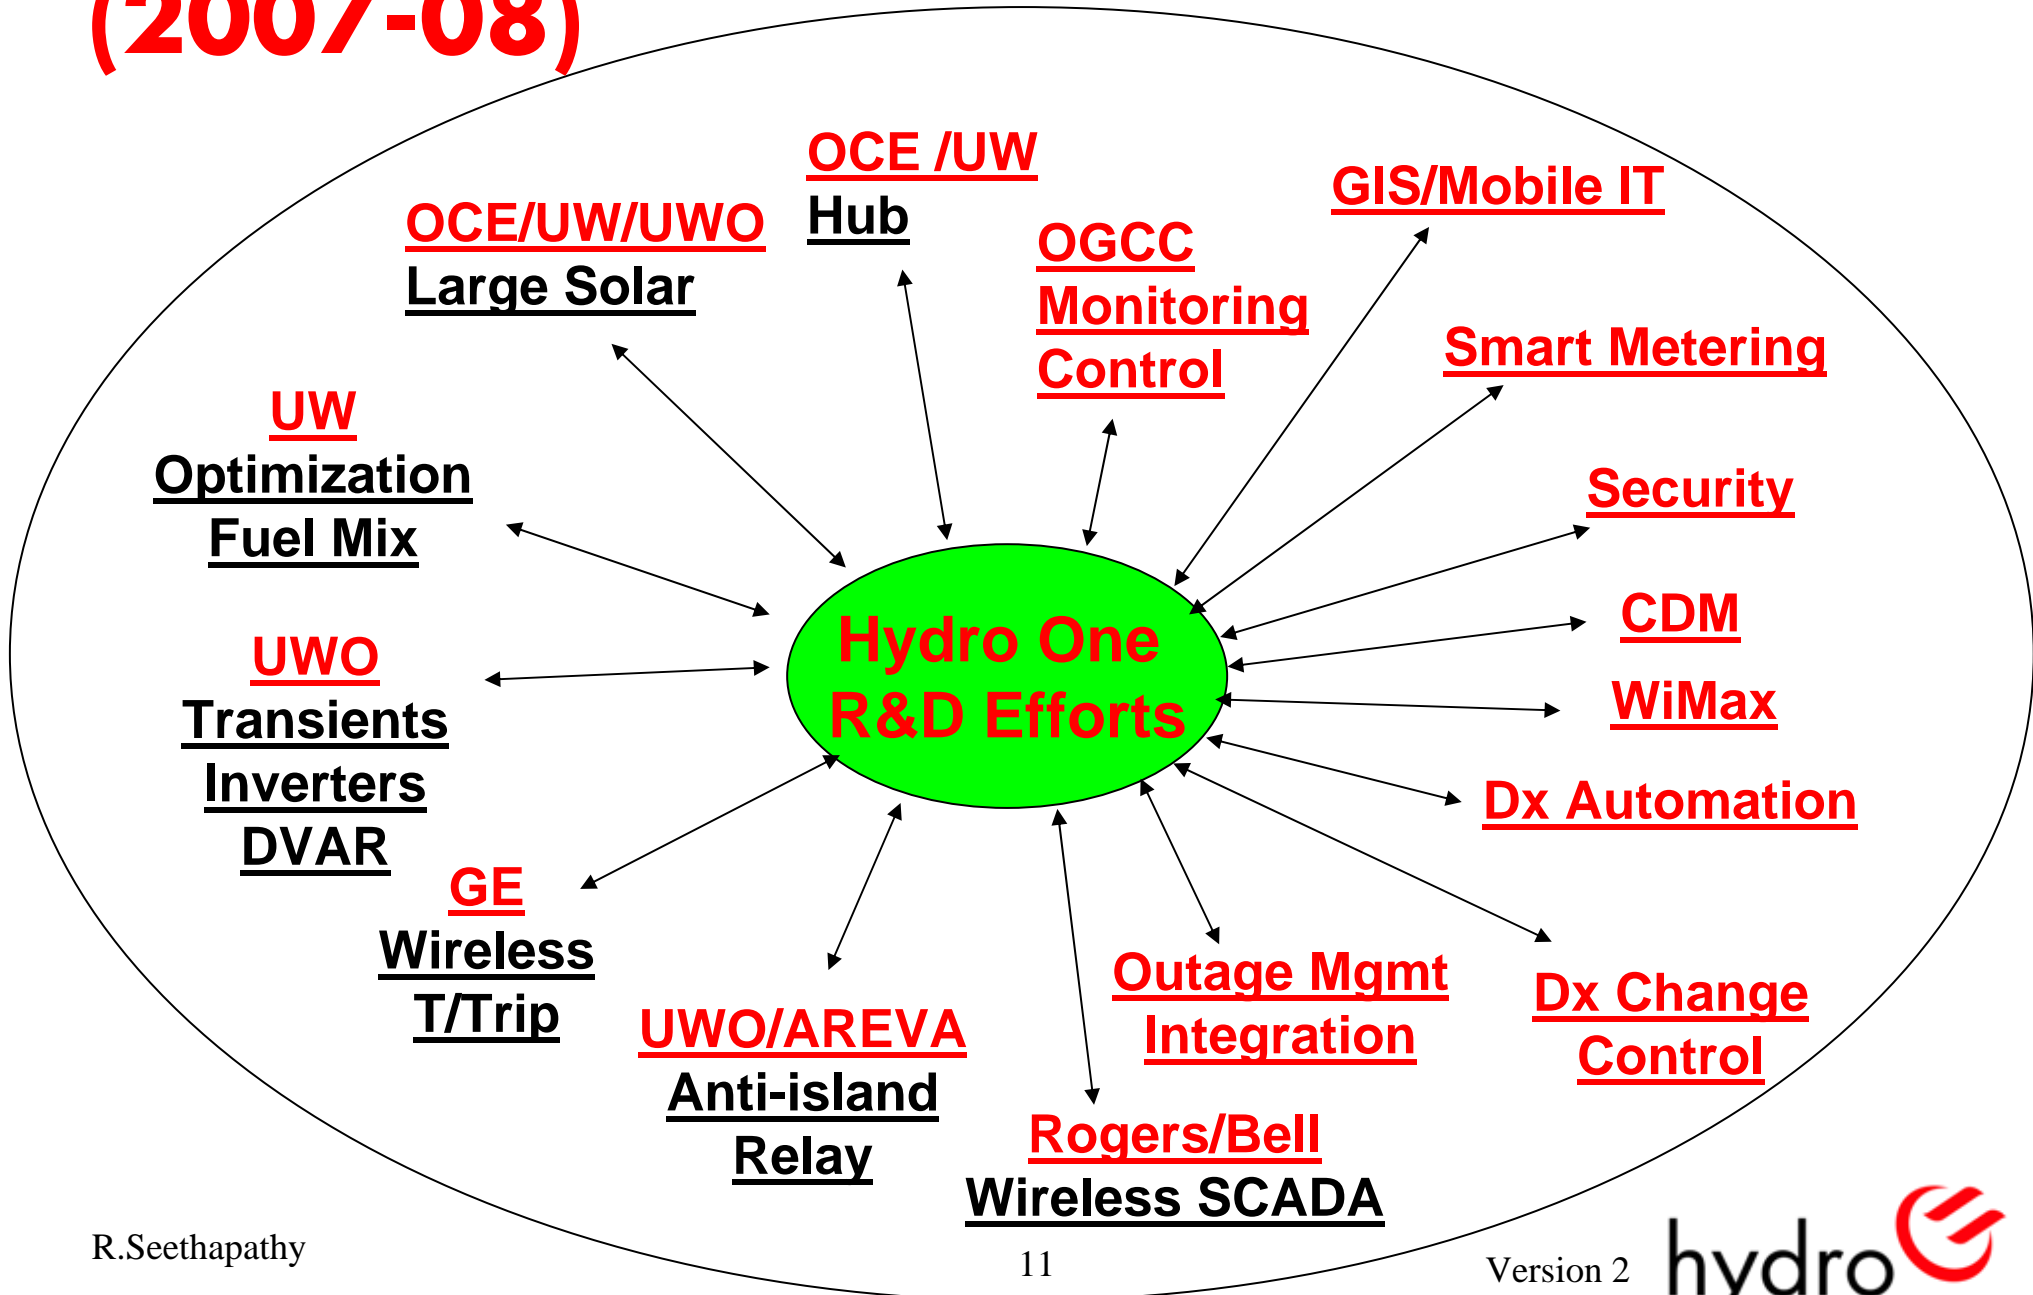 (2007-08)
OCE /UW
Hub
GIS/Mobile IT
OCE/UW/UWO
Large Solar
OGCC
Monitoring
Control
Smart Metering
UW
Optimization
Fuel Mix
Security
CDM
Hydro One
R&D Efforts
UWO
Transients
Inverters
DVAR
WiMax
Dx Automation
GE
Wireless
T/Trip
Outage Mgmt
Integration
Dx Change
Control
UWO/AREVA
Anti-island
Relay
Rogers/Bell
Wireless SCADA
R.Seethapathy
11
Version 2
hydro